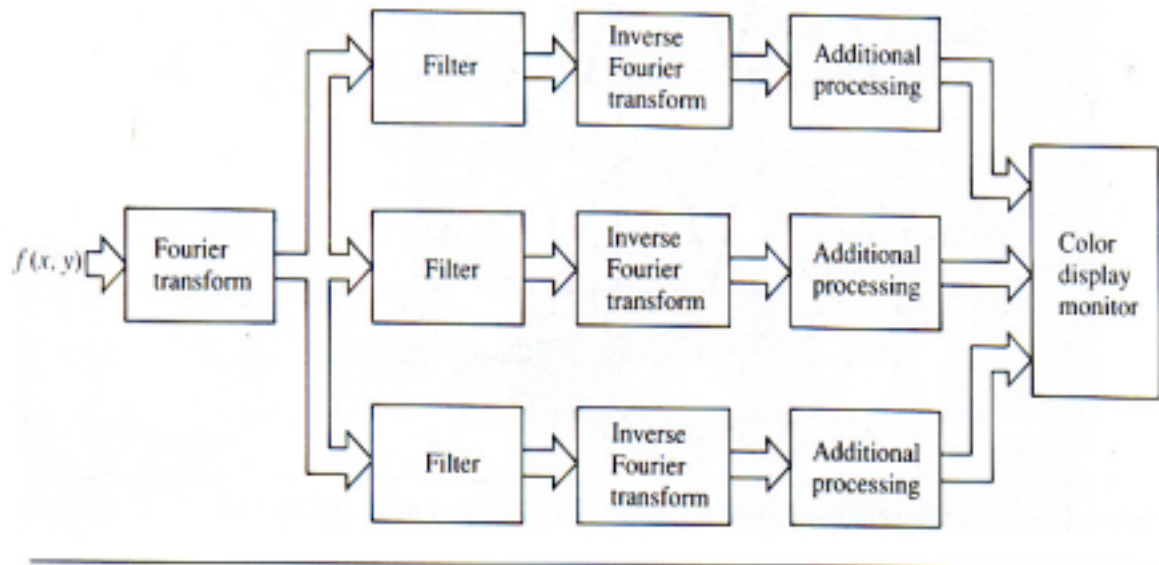 Filter
Inverse
Fourier
transform
Additional
processing
f(x, y)
Fourier
transform
Filter
Inverse
Fourier
transform
Additional
processing
Color
display
monitor
Filter
Inverse
Fourier
transform
Additional
processing